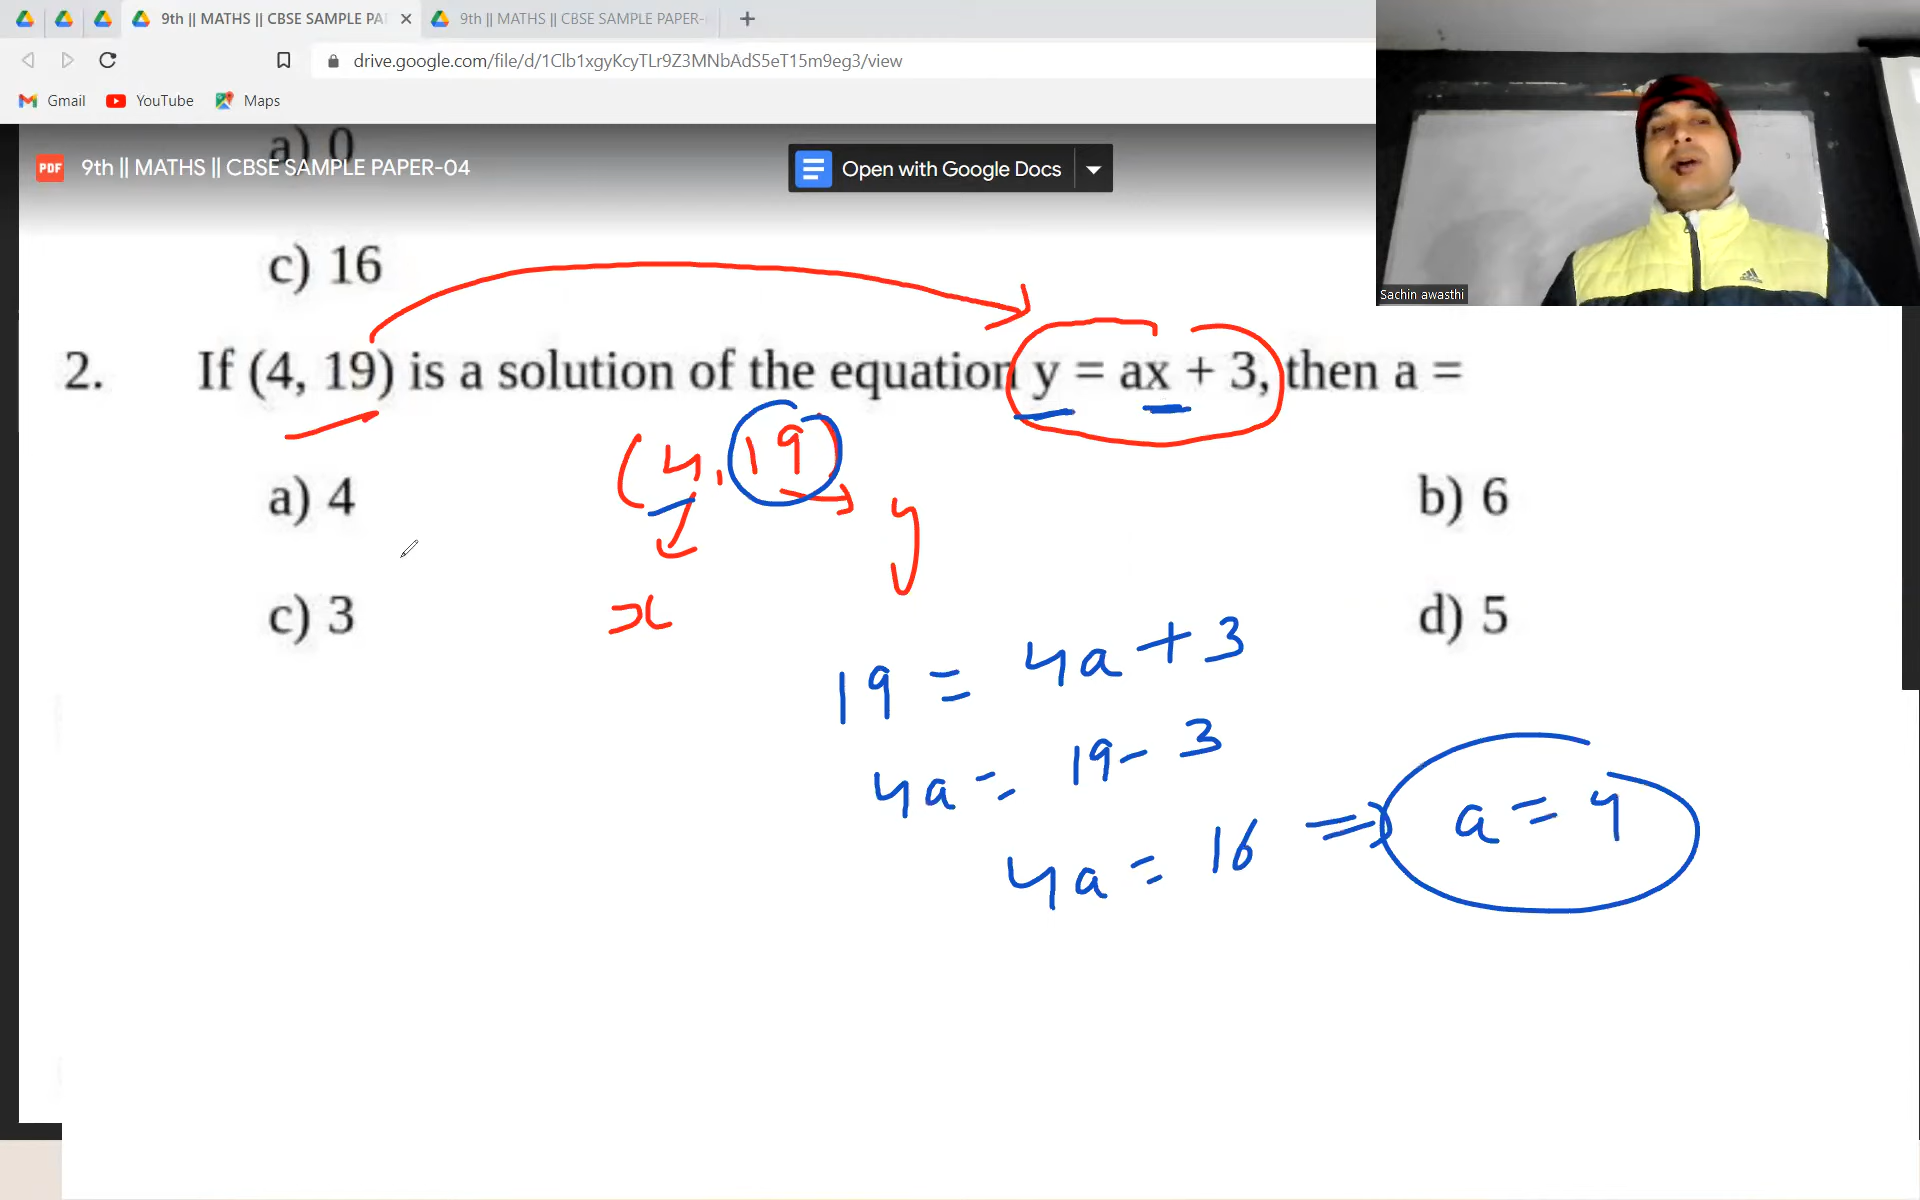 9th || MATHS || CBSE SAMPLE PA
9th || MATHS || CBSE SAMPLE PAPER-
drive.google.com/file/d/1Clb1xgyKcyTLr9Z3MNbAdS5eT15m9eg3/view
Gmail YouTube Maps
a) 0
PDF 9th || MATHS || CBSE SAMPLE PAPER-04
Open with Google Docs
Sachin awasthi
c) 16
2. If (4, 19) is a solution of the equation y = ax + 3, then a =
(4,19)
a) 4
b) 6
y
c) 3
x
d) 5
19 = 4a+3
4a = 19-3
4a = 16 ⇒ a = 4